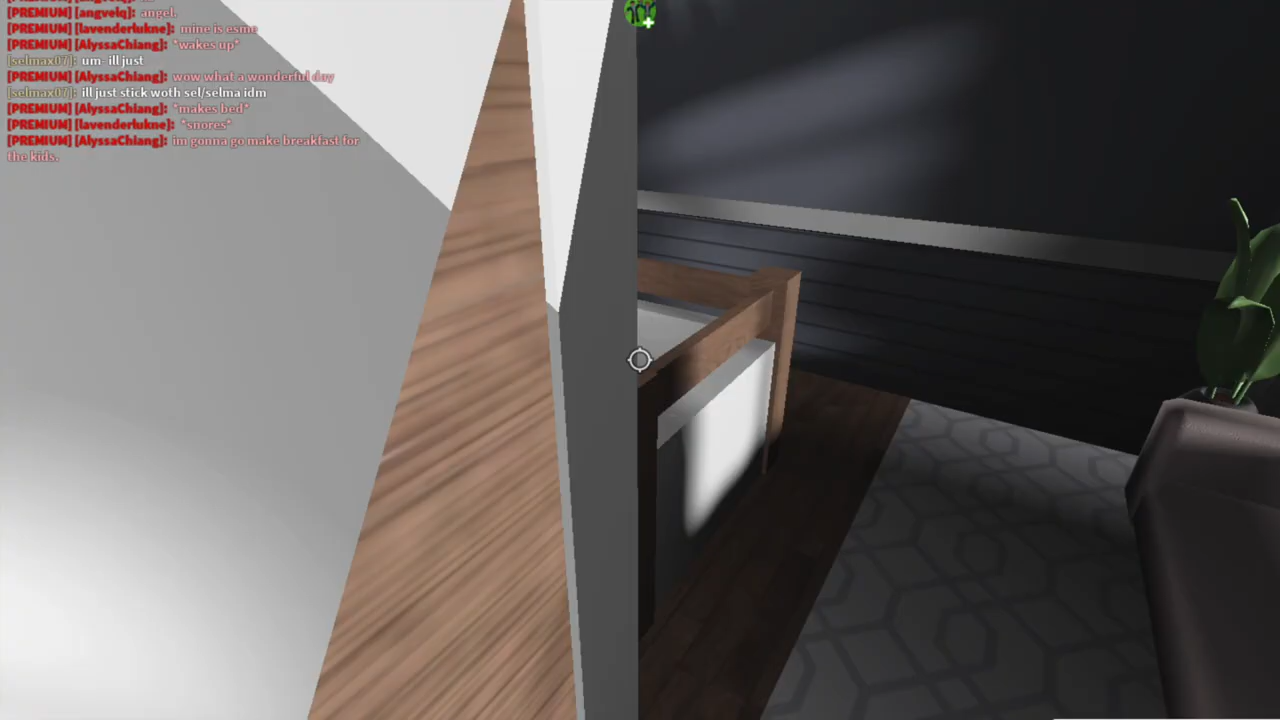 [PREMIUM] [angvelq]: angel.
[PREMIUM] [lavenderlukne]: mine is esme
[PREMIUM] [AlyssaChiang]: *wakes up*
[selmax07]: um- ill just
[PREMIUM] [AlyssaChiang]: wow what a wonderful day
[selmax07]: ill just stick woth sel/selma idm
[PREMIUM] [AlyssaChiang]: *makes bed*
[PREMIUM] [lavenderlukne]: *snores*
[PREMIUM] [AlyssaChiang]: im gonna go make breakfast for
the kids.